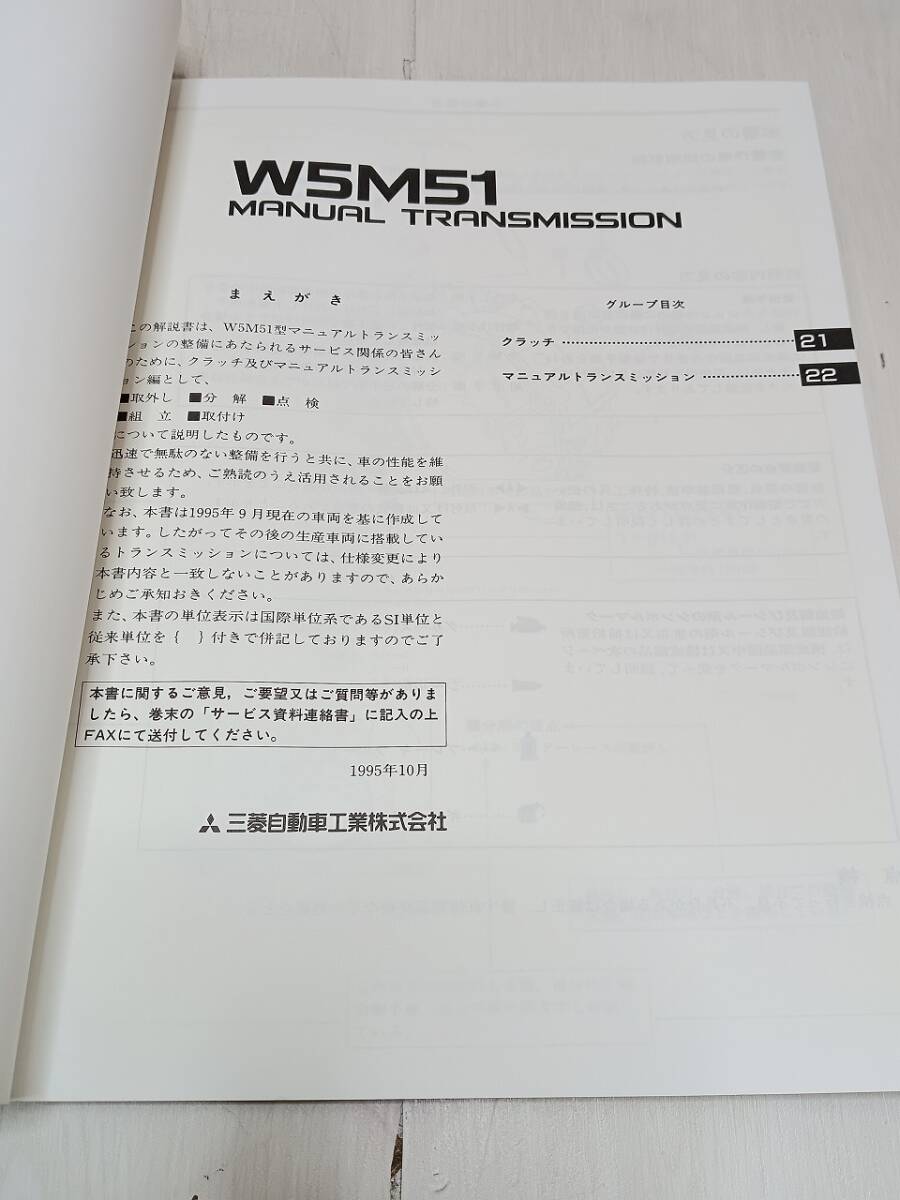 W5M51
MANUAL TRANSMISSION
まえがき
この解説書は、W5M51型マニュアルトランスミッ
ションの整備にあたられるサービス関係の皆さん
のために、クラッチ及びマニュアルトランスミッシ
ョン編として、
■取外し ■分 解 ■点 検
■組 立 ■取付け
について説明したものです。
迅速で無駄のない整備を行うと共に、車の性能を維
持させるため、ご熟読のうえ活用されることをお願
い致します。
なお、本書は1995年9月現在の車両を基に作成して
います。したがってその後の生産車両に搭載してい
るトランスミッションについては、仕様変更により
本書内容と一致しないことがありますので、あらか
じめご承知おきください。
また、本書の単位表示は国際単位系であるSI単位と
従来単位を{ }付きで併記しておりますのでご了
承下さい。
本書に関するご意見，ご要望又はご質問等がありま
したら、巻末の「サービス資料連絡書」に記入の上
FAXにて送付してください。
1995年10月
三菱自動車工業株式会社
グループ目次
クラッチ ………………………………… 21
マニュアルトランスミッション ……………… 22